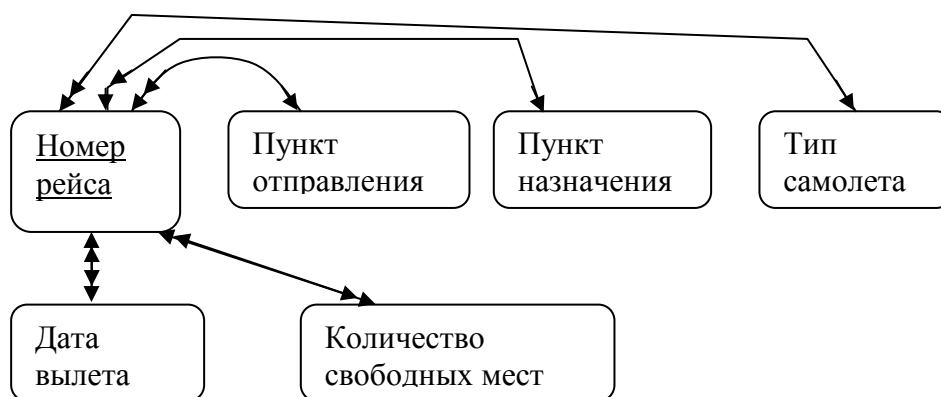 Номер
рейса
Пункт
отправления
Пункт
назначения
Тип
самолета
Дата
вылета
Количество
свободных мест